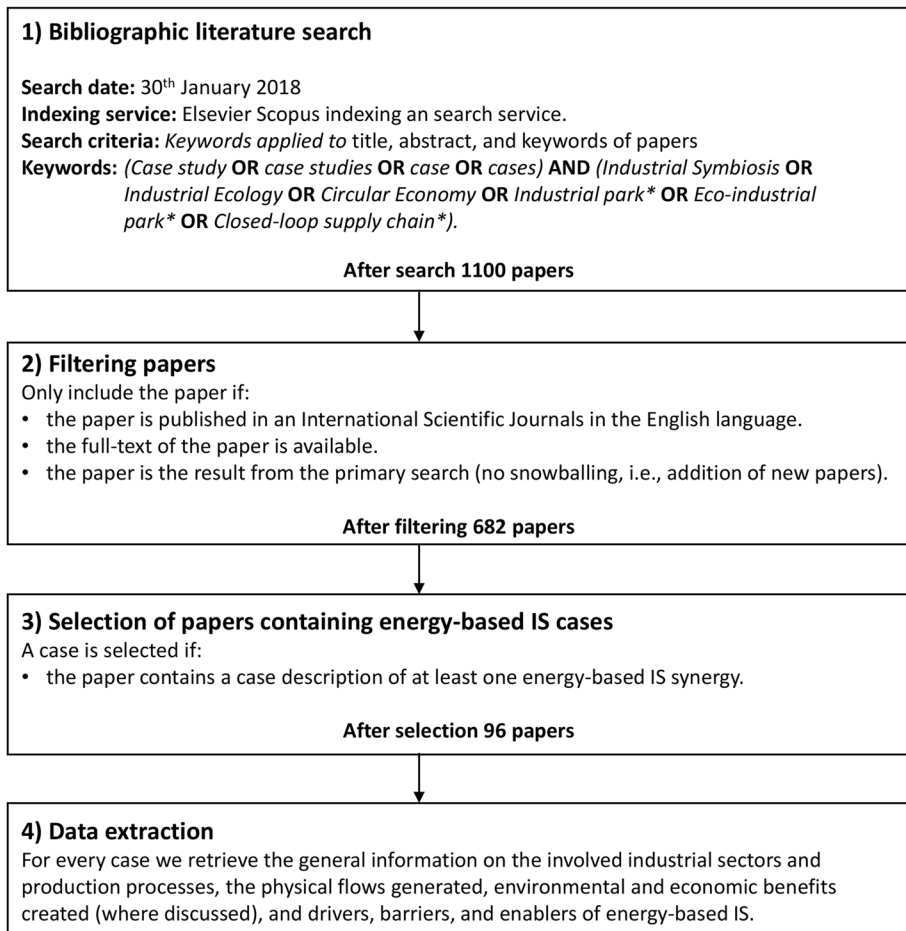 1) Bibliographic literature search
Search date: 30th January 2018
Indexing service: Elsevier Scopus indexing an search service.
Search criteria: Keywords applied to title, abstract, and keywords of papers
Keywords: (Case study OR case studies OR case OR cases) AND (Industrial Symbiosis OR
Industrial Ecology OR Circular Economy OR Industrial park* OR Eco-industrial
park* OR Closed-loop supply chain*).
After search 1100 papers
2) Filtering papers
Only include the paper if:
• the paper is published in an International Scientific Journals in the English language.
• the full-text of the paper is available.
• the paper is the result from the primary search (no snowballing, i.e., addition of new papers).
After filtering 682 papers
3) Selection of papers containing energy-based IS cases
A case is selected if:
• the paper contains a case description of at least one energy-based IS synergy.
After selection 96 papers
4) Data extraction
For every case we retrieve the general information on the involved industrial sectors and
production processes, the physical flows generated, environmental and economic benefits
created (where discussed), and drivers, barriers, and enablers of energy-based IS.